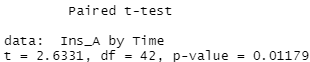 Paired t-test
data:  Ins_A by Time
t = 2.6331, df = 42, p-value = 0.01179